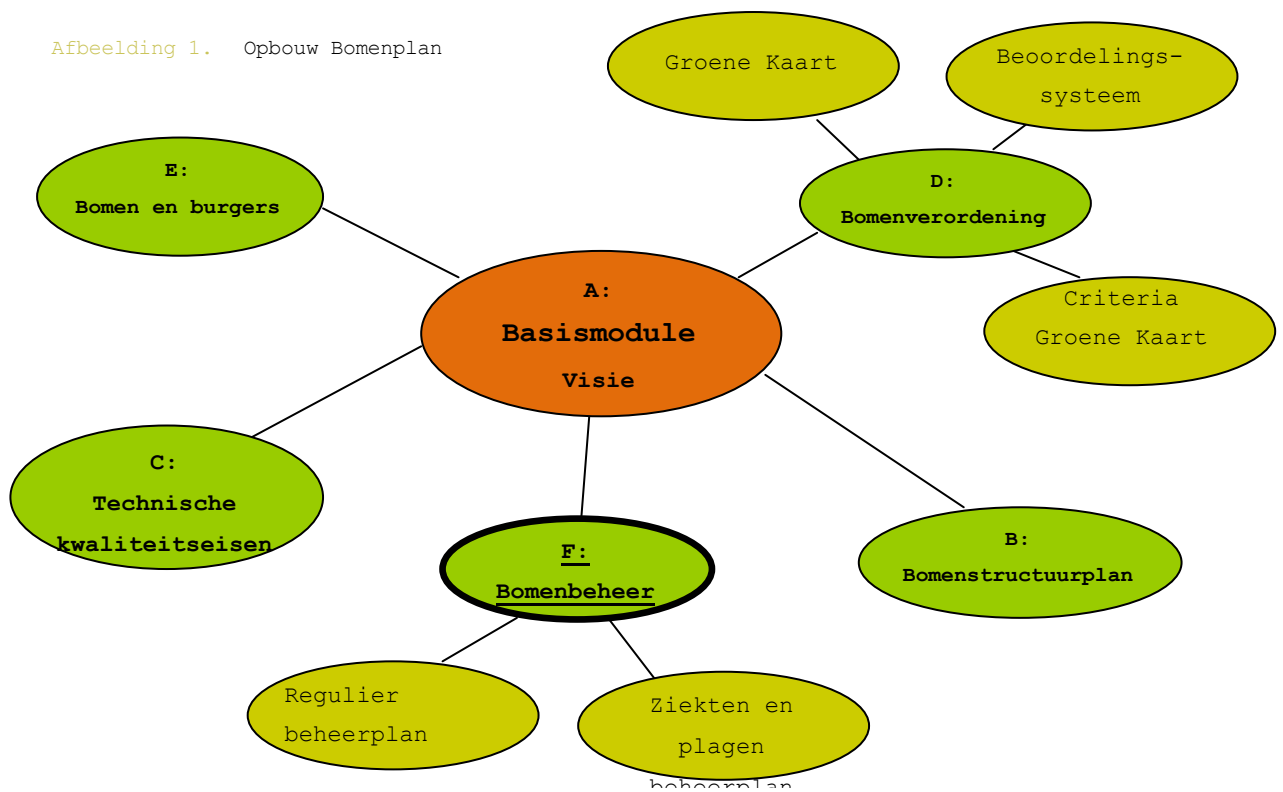 Afbeelding 1. Opbouw Bomenplan
Groene Kaart
Beoordelings-
systeem
E:
Bomen en burgers
D:
Bomenverordening
A:
Basismodule
Visie
Criteria
Groene Kaart
C:
Technische
kwaliteitseisen
F:
Bomenbeheer
B:
Bomenstructuurplan
Regulier
beheerplan
Ziekten en
plagen
beheerplan